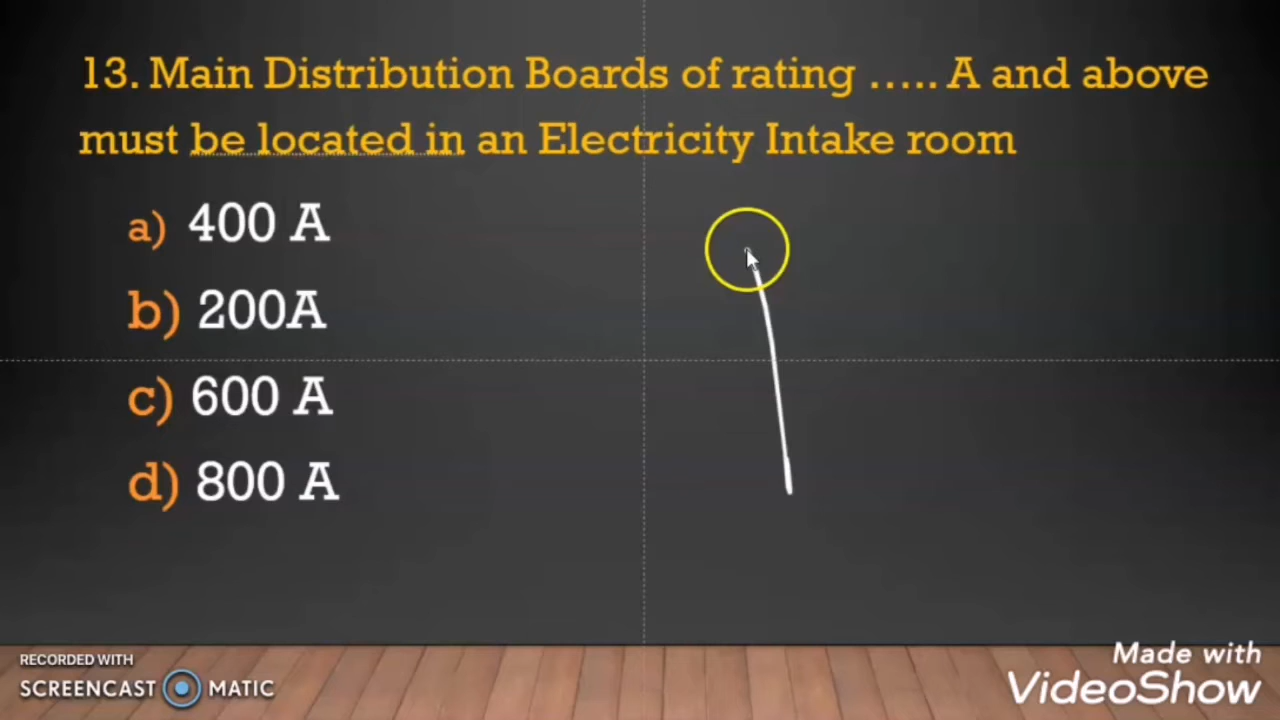 13. Main Distribution Boards of rating ..... A and above
must be located in an Electricity Intake room
a) 400 A
b) 200A
c) 600 A
d) 800 A
RECORDED WITH
SCREENCAST MATIC
Made with
VideoShow